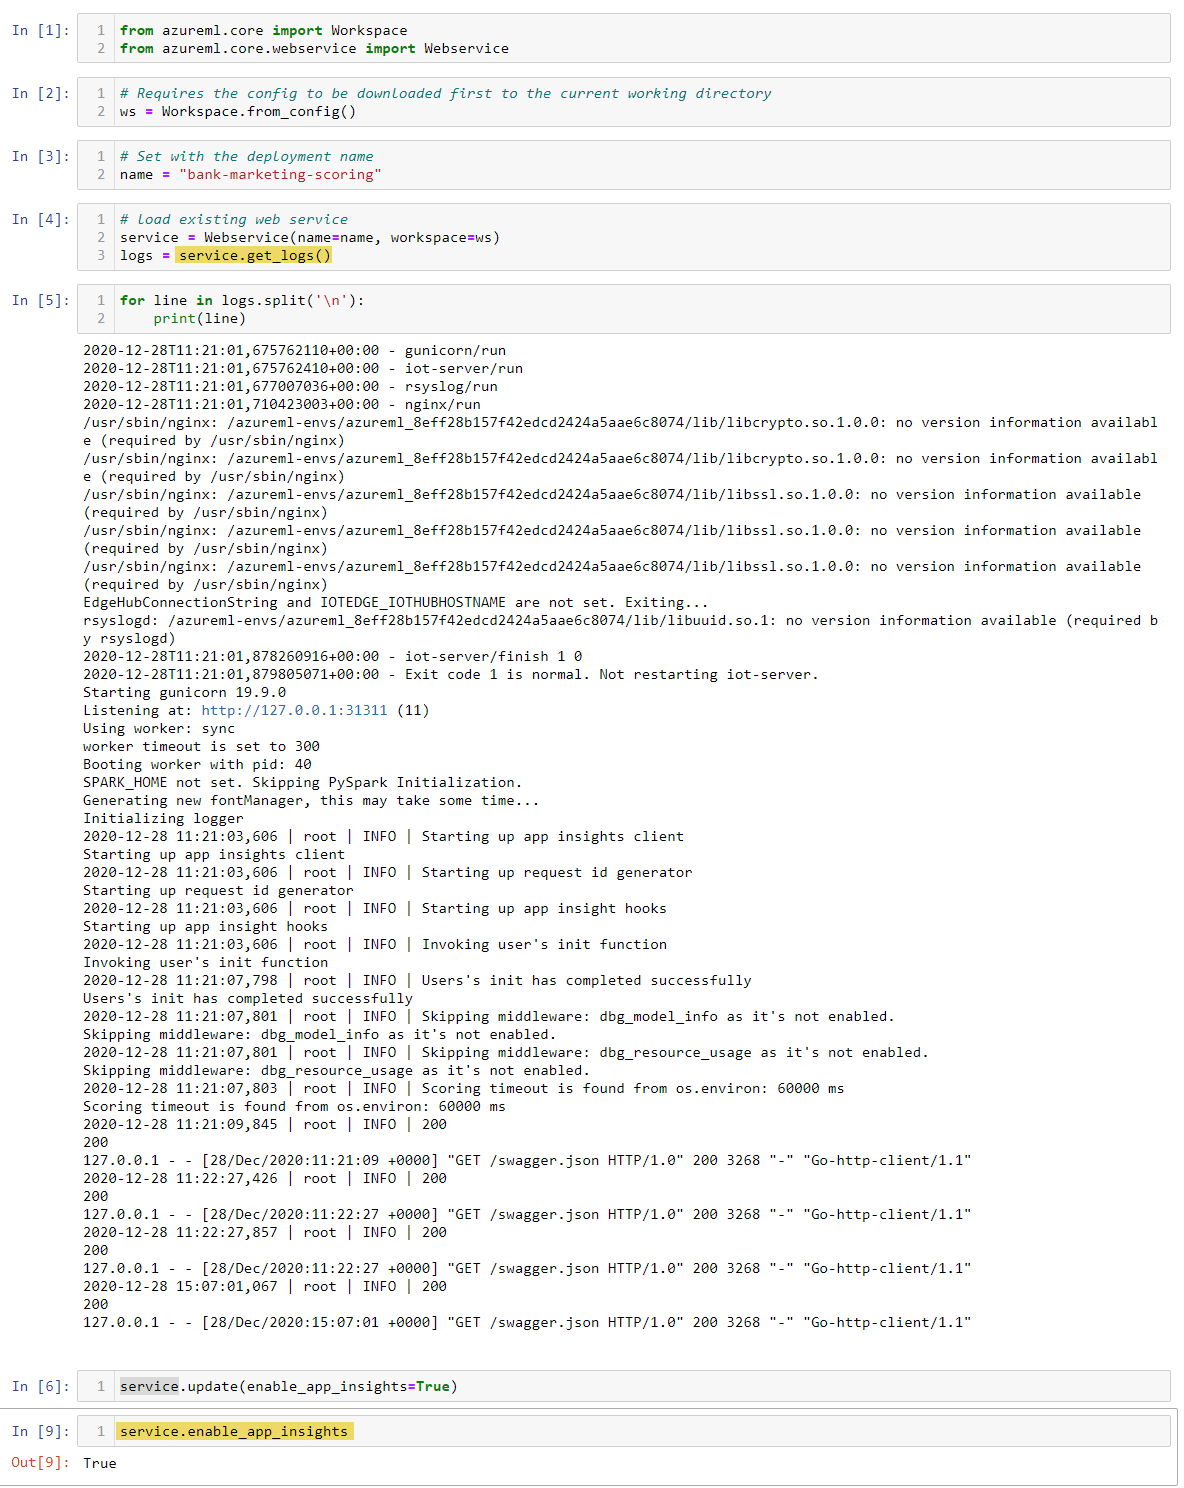 In [1]:
1 from azureml.core import Workspace
2 from azureml.core.webservice import Webservice
In [2]:
1 # Requires the config to be downloaded first to the current working directory
2 ws = Workspace.from_config()
In [3]:
1 # Set with the deployment name
2 name = "bank-marketing-scoring"
In [4]:
1 # load existing web service
2 service = Webservice(name=name, workspace=ws)
3 logs = service.get_logs()
In [5]:
1 for line in logs.split('\n'):
2     print(line)
2020-12-28T11:21:01,675762110+00:00 - gunicorn/run
2020-12-28T11:21:01,675762410+00:00 - iot-server/run
2020-12-28T11:21:01,677007036+00:00 - rsyslog/run
2020-12-28T11:21:01,710423003+00:00 - nginx/run
/usr/sbin/nginx: /azureml-envs/azureml_8eff28b157f42edcd2424a5aae6c8074/lib/libcrypto.so.1.0.0: no version information availabl
e (required by /usr/sbin/nginx)
/usr/sbin/nginx: /azureml-envs/azureml_8eff28b157f42edcd2424a5aae6c8074/lib/libcrypto.so.1.0.0: no version information availabl
e (required by /usr/sbin/nginx)
/usr/sbin/nginx: /azureml-envs/azureml_8eff28b157f42edcd2424a5aae6c8074/lib/libssl.so.1.0.0: no version information available
(required by /usr/sbin/nginx)
/usr/sbin/nginx: /azureml-envs/azureml_8eff28b157f42edcd2424a5aae6c8074/lib/libssl.so.1.0.0: no version information available
(required by /usr/sbin/nginx)
/usr/sbin/nginx: /azureml-envs/azureml_8eff28b157f42edcd2424a5aae6c8074/lib/libssl.so.1.0.0: no version information available
(required by /usr/sbin/nginx)
EdgeHubConnectionString and IOTEDGE_IOTHUBHOSTNAME are not set. Exiting...
rsyslogd: /azureml-envs/azureml_8eff28b157f42edcd2424a5aae6c8074/lib/libuuid.so.1: no version information available (required b
y rsyslogd)
2020-12-28T11:21:01,878260916+00:00 - iot-server/finish 1 0
2020-12-28T11:21:01,879805071+00:00 - Exit code 1 is normal. Not restarting iot-server.
Starting gunicorn 19.9.0
Listening at: http://127.0.0.1:31311 (11)
Using worker: sync
worker timeout is set to 300
Booting worker with pid: 40
SPARK_HOME not set. Skipping PySpark Initialization.
Generating new fontManager, this may take some time...
Initializing logger
2020-12-28 11:21:03,606 | root | INFO | Starting up app insights client
Starting up app insights client
2020-12-28 11:21:03,606 | root | INFO | Starting up request id generator
Starting up request id generator
2020-12-28 11:21:03,606 | root | INFO | Starting up app insight hooks
Starting up app insight hooks
2020-12-28 11:21:03,606 | root | INFO | Invoking user's init function
Invoking user's init function
2020-12-28 11:21:07,798 | root | INFO | Users's init has completed successfully
Users's init has completed successfully
2020-12-28 11:21:07,801 | root | INFO | Skipping middleware: dbg_model_info as it's not enabled.
Skipping middleware: dbg_model_info as it's not enabled.
2020-12-28 11:21:07,801 | root | INFO | Skipping middleware: dbg_resource_usage as it's not enabled.
Skipping middleware: dbg_resource_usage as it's not enabled.
2020-12-28 11:21:07,803 | root | INFO | Scoring timeout is found from os.environ: 60000 ms
Scoring timeout is found from os.environ: 60000 ms
2020-12-28 11:21:09,845 | root | INFO | 200
200
127.0.0.1 - - [28/Dec/2020:11:21:09 +0000] "GET /swagger.json HTTP/1.0" 200 3268 "-" "Go-http-client/1.1"
2020-12-28 11:22:27,426 | root | INFO | 200
200
127.0.0.1 - - [28/Dec/2020:11:22:27 +0000] "GET /swagger.json HTTP/1.0" 200 3268 "-" "Go-http-client/1.1"
2020-12-28 11:22:27,857 | root | INFO | 200
200
127.0.0.1 - - [28/Dec/2020:11:22:27 +0000] "GET /swagger.json HTTP/1.0" 200 3268 "-" "Go-http-client/1.1"
2020-12-28 15:07:01,067 | root | INFO | 200
200
127.0.0.1 - - [28/Dec/2020:15:07:01 +0000] "GET /swagger.json HTTP/1.0" 200 3268 "-" "Go-http-client/1.1"
In [6]:
1 service.update(enable_app_insights=True)
In [9]:
1 service.enable_app_insights
Out[9]: True